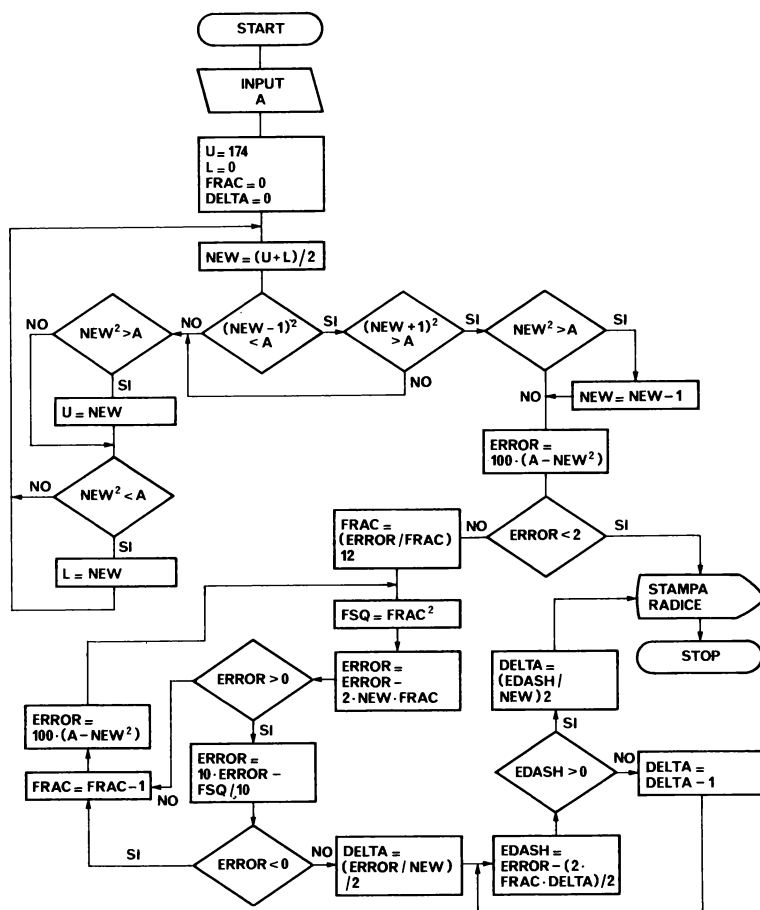 START
INPUT
A
U=174
L=0
FRAC=0
DELTA=0
NEW=(U+L)/2
NEW²>A
NO
SI
(NEW-1)²
<A
NO
SI
(NEW+1)²
>A
SI
NO
NEW²>A
SI
NO
NEW=NEW-1
U=NEW
ERROR=
100·(A-NEW²)
NEW²<A
NO
SI
L=NEW
FRAC=
(ERROR/FRAC)
12
NO
ERROR<2
SI
STAMPA
RADICE
STOP
FSQ=FRAC²
ERROR=
ERROR-
2·NEW·FRAC
ERROR>0
SI
NO
DELTA=
(EDASH/
NEW)2
SI
ERROR=
100·(A-NEW²)
FRAC=FRAC-1
ERROR=
10·ERROR-
FSQ/10
EDASH>0
NO
DELTA=
DELTA-1
SI
ERROR<0
NO
DELTA=
(ERROR/NEW)
/2
EDASH=
ERROR-(2·
FRAC·DELTA)/2